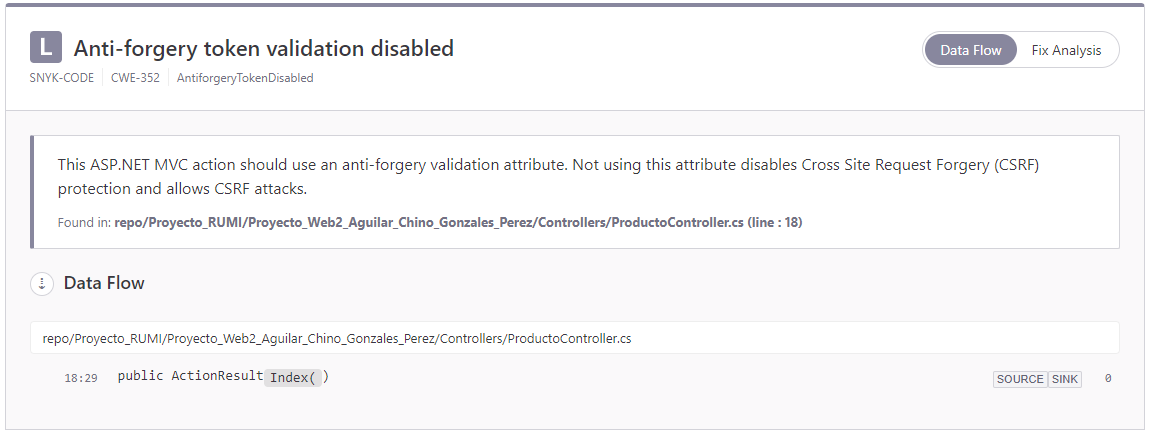 L Anti-forgery token validation disabled
Data Flow Fix Analysis
SNYK-CODE CWE-352 AntiforgeryTokenDisabled
This ASP.NET MVC action should use an anti-forgery validation attribute. Not using this attribute disables Cross Site Request Forgery (CSRF)
protection and allows CSRF attacks.
Found in: repo/Proyecto_RUMI/Proyecto_Web2_Aguilar_Chino_Gonzales_Perez/Controllers/ProductoController.cs (line : 18)
Data Flow
repo/Proyecto_RUMI/Proyecto_Web2_Aguilar_Chino_Gonzales_Perez/Controllers/ProductoController.cs
18:29 public ActionResult Index() SOURCE SINK 0